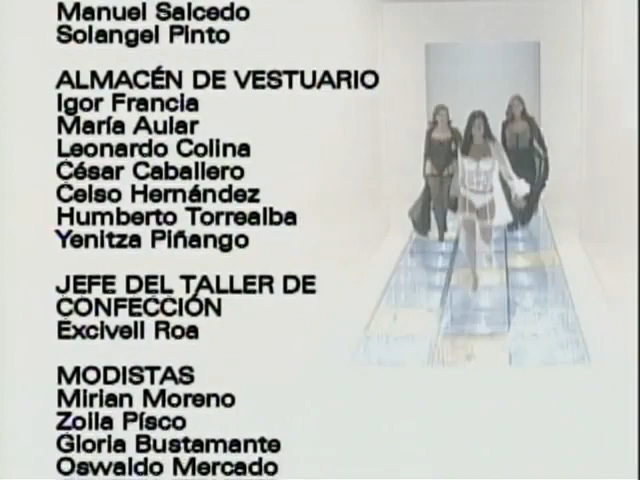 Manuel Salcedo
Solangel Pinto
ALMACÉN DE VESTUARIO
Igor Francia
María Aular
Leonardo Colina
César Caballero
Celso Hernández
Humberto Torrealba
Yenitza Piñango
JEFE DEL TALLER DE
CONFECCIÓN
Excivell Roa
MODISTAS
Mirian Moreno
Zoila Písco
Gloria Bustamante
Oswaldo Mercado